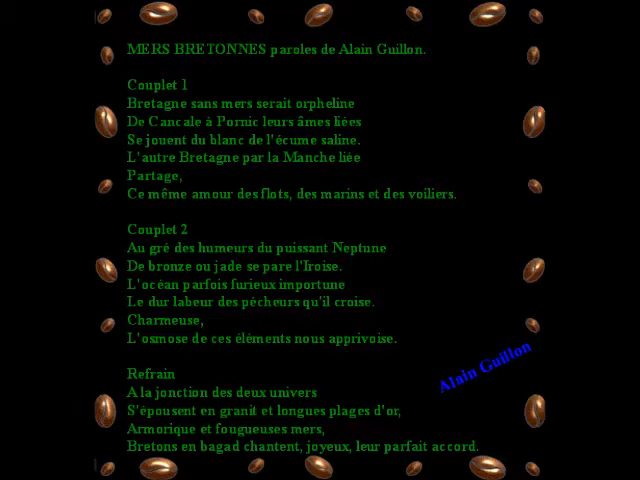 MERS BRETONNES paroles de Alain Guillon.
Couplet 1
Bretagne sans mers serait orpheline
De Cancale à Pornic leurs âmes liées
Se jouent du blanc de l'écume saline.
L'autre Bretagne par la Manche liée
Partage,
Ce même amour des flots, des marins et des voiliers.
Couplet 2
Au gré des humeurs du puissant Neptune
De bronze ou jade se pare l'Iroise.
L'océan parfois furieux importune
Le dur labeur des pêcheurs qu'il croise.
Charmeuse,
L'osmose de ces éléments nous apprivoise.
Refrain
A la jonction des deux univers
S'épousent en granit et longues plages d'or,
Armorique et fougueuses mers,
Bretons en bagad chantent, joyeux, leur parfait accord.
Alain Guillon